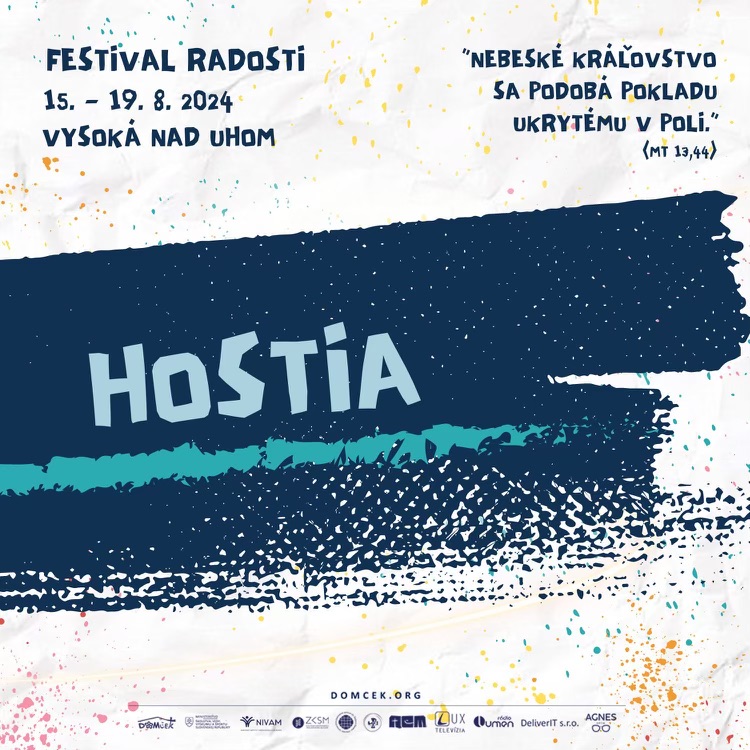 FESTIVAL RADOSTI
15. – 19. 8. 2024
VYSOKÁ NAD UHOM
"NEBESKÉ KRÁĽOVSTVO
SA PODOBÁ POKLADU
UKRYTÉMU V POLI."
(MT 13,44)
HOSTIA
DOMCEK.ORG
DOMČEK
NIVAM
ZKSM
LUX
TELEVÍZIA
rádio
Lumen
DeliverIT s.r.o.
AGNES